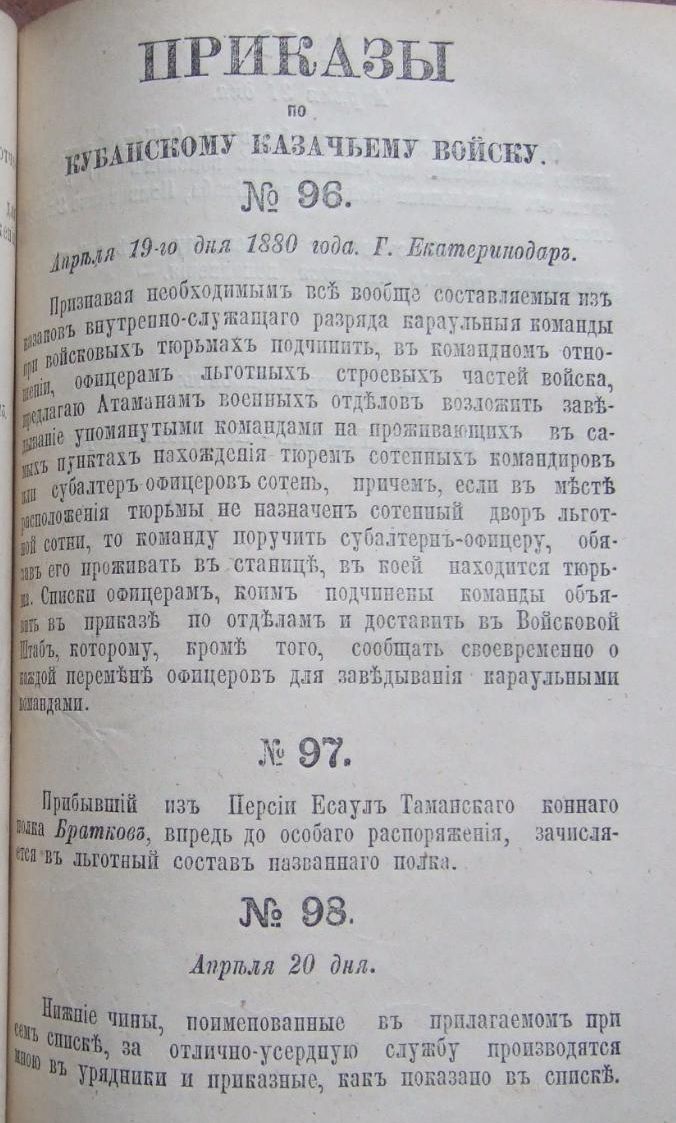 ПРИКАЗЫ
ПО
КУБАНСКОМУ КАЗАЧЬЕМУ ВОЙСКУ.
№ 96.
Апрѣля 19-го дня 1880 года. Г. Екатеринодаръ.
Признавая необходимымъ всѣ вообще составляемыя изъ
казаковъ внутренно-служащаго разряда караульныя команды
при войсковыхъ тюрьмахъ подчинить, въ командномъ отно-
шеніи, офицерамъ льготныхъ строевыхъ частей войска,
предлагаю Атаманамъ военныхъ отдѣловъ возложить завѣ-
дываніе упомянутыми командами на проживающихъ въ са-
мыхъ пунктахъ нахожденія тюремъ сотенныхъ командировъ
или субалтеръ-офицеровъ сотень, причемъ, если въ мѣстѣ
расположенія тюрьмы не назначенъ сотенный дворъ льгот-
ной сотни, то команду поручить субалтернъ-офицеру, обя-
завъ его проживать въ станицѣ, въ коей находится тюрь-
ма. Списки офицерамъ, коимъ подчинены команды объя-
вить въ приказѣ по отдѣламъ и доставить въ Войсковой
Штабъ, которому, кромѣ того, сообщать своевременно о
каждой перемѣнѣ офицеровъ для завѣдыванія караульными
командами.
№ 97.
Прибывшій изъ Персіи Есаулъ Таманскаго коннаго
полка Братковъ, впредь до особаго распоряженія, зачисля-
ется въ льготный составъ названнаго полка.
№ 98.
Апрѣля 20 дня.
Нижніе чины, поименованные въ прилагаемомъ при
семъ спискѣ, за отлично-усердную службу производятся
мною въ урядники и приказные, какъ показано въ спискѣ.